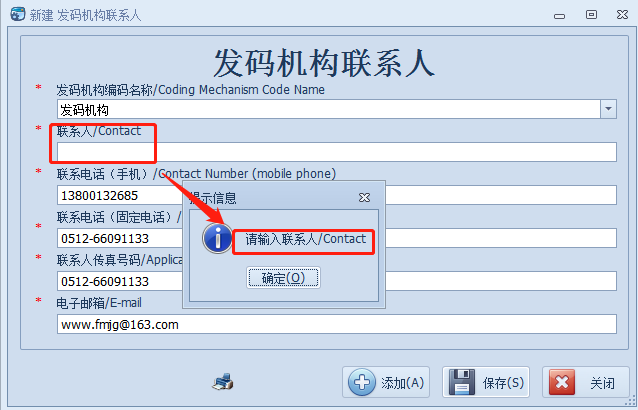 新建 发码机构联系人
发码机构联系人
* 发码机构编码名称/Coding Mechanism Code Name
发码机构
* 联系人/Contact
* 联系电话（手机）/Contact Number (mobile phone)
13800132685
提示信息
* 联系电话（固定电话）/
0512-66091133
请输入联系人/Contact
* 联系人传真号码/Applica
0512-66091133
确定(O)
* 电子邮箱/E-mail
www.fmjg@163.com
添加(A)
保存(S)
关闭